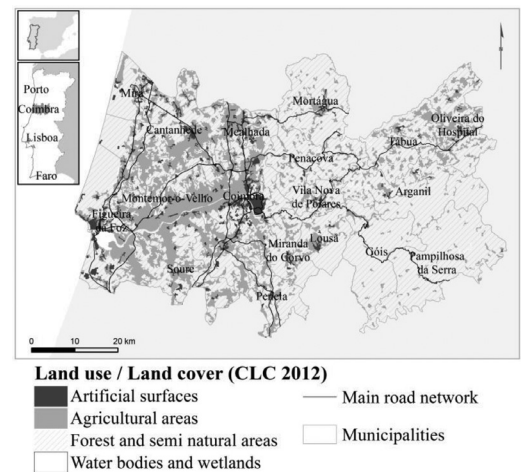 Porto
Coimbra
Lisboa
Faro
Mira
Cantanhede
Mealhada
Mortágua
Oliveira do
Hospital
Tábua
Penacova
Arganil
Vila Nova
de Poiares
Montemor-o-Velho
Coimbra
Figueira
da Foz
Miranda
do Corvo
Lousã
Góis
Pampilhosa
da Serra
Soure
Penela
0 10 20 km
Land use / Land cover (CLC 2012)
Artificial surfaces
Agricultural areas
Forest and semi natural areas
Water bodies and wetlands
Main road network
Municipalities